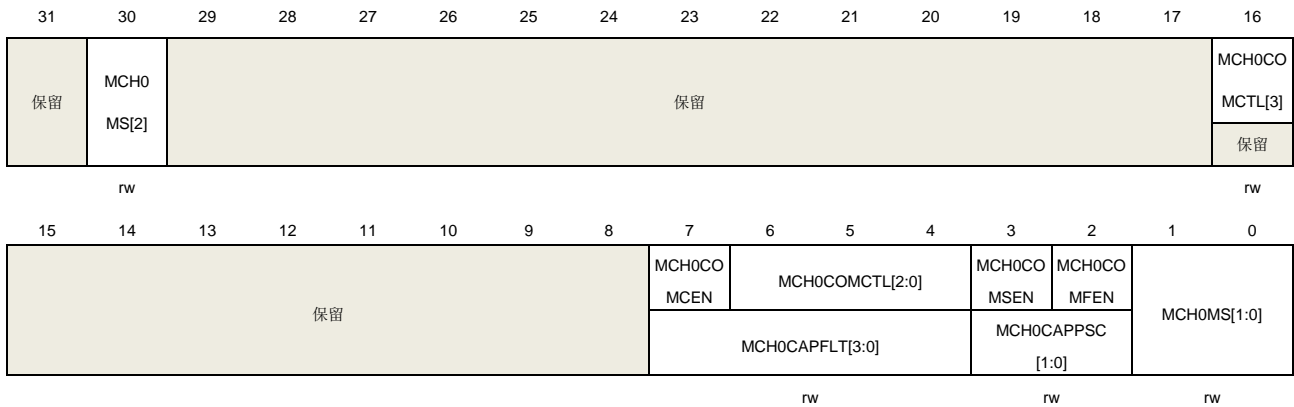 31 30 29 28 27 26 25 24 23 22 21 20 19 18 17 16
保留
MCH0
MS[2]
保留
MCH0CO
MCTL[3]
保留
rw rw
15 14 13 12 11 10 9 8 7 6 5 4 3 2 1 0
保留
MCH0CO
MCEN
MCH0COMCTL[2:0]
MCH0CO
MSEN
MCH0CO
MFEN
MCH0MS[1:0]
MCH0CAPFLT[3:0]
MCH0CAPPSC
[1:0]
rw rw rw